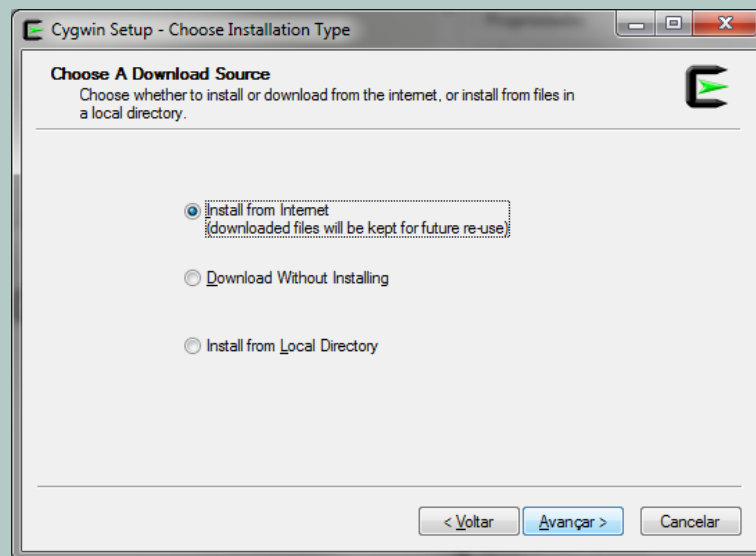 Cygwin Setup - Choose Installation Type
Choose A Download Source
Choose whether to install or download from the internet, or install from files in
a local directory.
Install from Internet
(downloaded files will be kept for future re-use)
Download Without Installing
Install from Local Directory
< Voltar
Avançar >
Cancelar